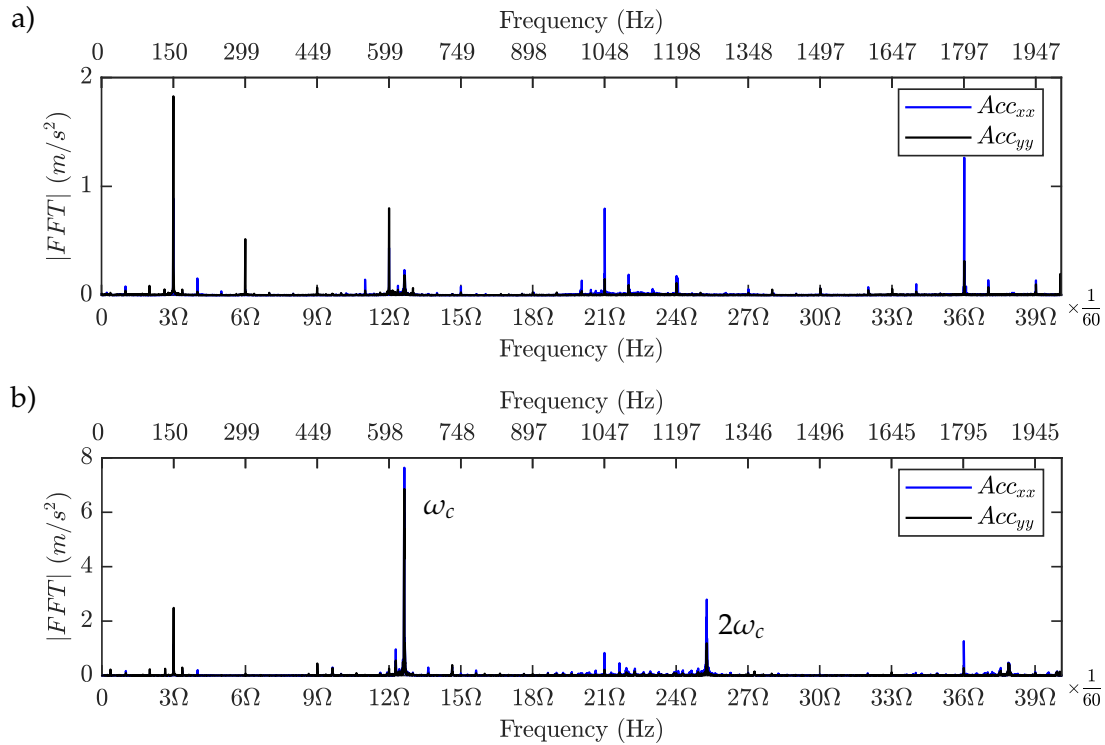 a)
Frequency (Hz)
0 150 299 449 599 749 898 1048 1198 1348 1497 1647 1797 1947
2
1
0
|FFT| (m/s²)
Acc_xx
Acc_yy
0 3Ω 6Ω 9Ω 12Ω 15Ω 18Ω 21Ω 24Ω 27Ω 30Ω 33Ω 36Ω 39Ω ×1/60
Frequency (Hz)
b)
Frequency (Hz)
0 150 299 449 598 748 897 1047 1197 1346 1496 1645 1795 1945
8
6
4
2
0
|FFT| (m/s²)
Acc_xx
Acc_yy
ω_c
2ω_c
0 3Ω 6Ω 9Ω 12Ω 15Ω 18Ω 21Ω 24Ω 27Ω 30Ω 33Ω 36Ω 39Ω ×1/60
Frequency (Hz)